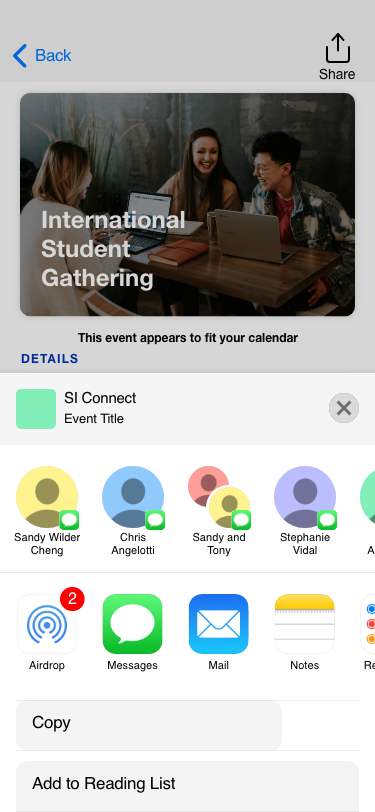 Back
Share
International
Student
Gathering
This event appears to fit your calendar
DETAILS
SI Connect
Event Title
Sandy Wilder
Cheng
Chris
Angelotti
Sandy and
Tony
Stephanie
Vidal
A
2
Airdrop
Messages
Mail
Notes
Re
Copy
Add to Reading List